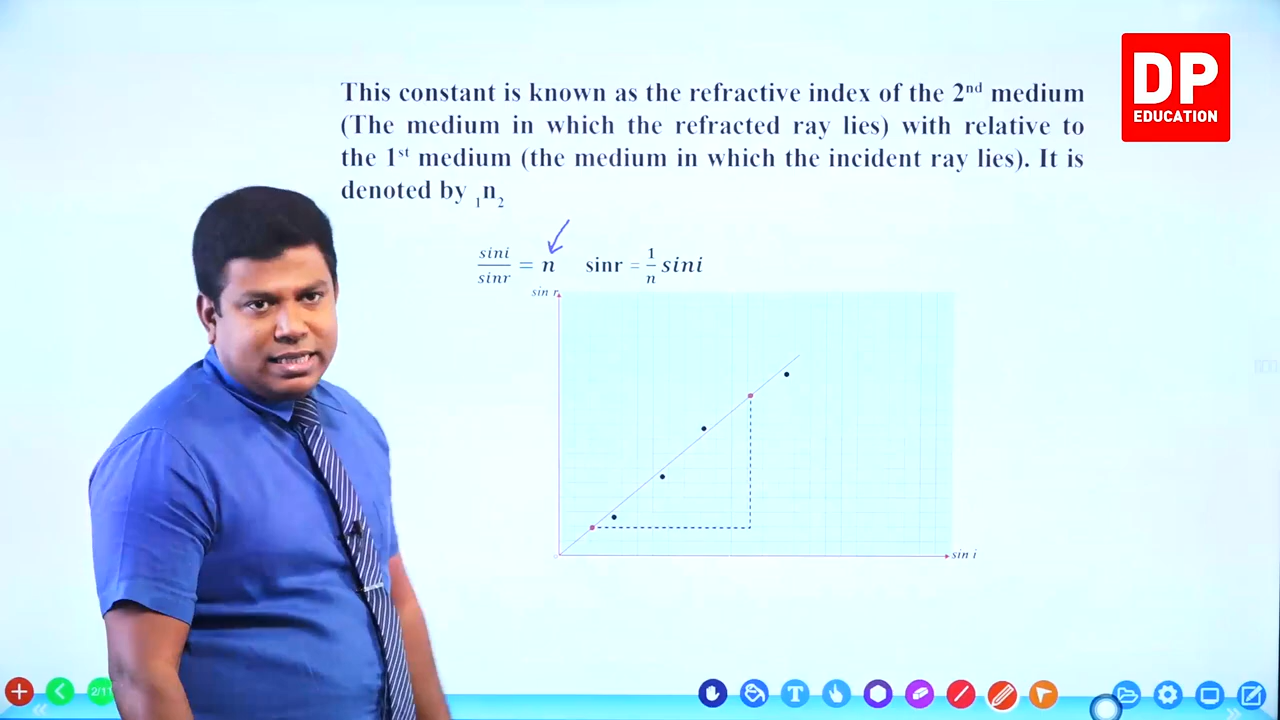 DP
EDUCATION
This constant is known as the refractive index of the 2nd medium
(The medium in which the refracted ray lies) with relative to
the 1st medium (the medium in which the incident ray lies). It is
denoted by ₁n₂
sini/sinr = n sinr = 1/n sini
sin r
sin i
2/11
T